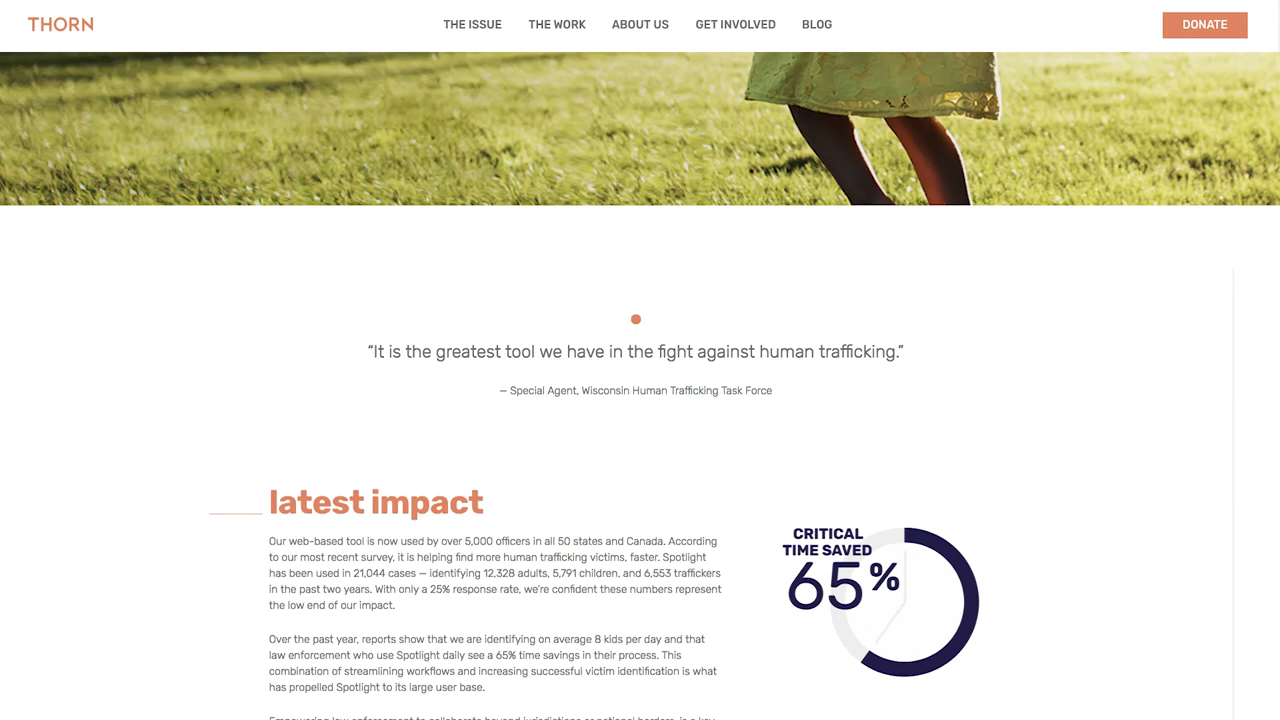 THORN
THE ISSUE THE WORK ABOUT US GET INVOLVED BLOG
DONATE
“It is the greatest tool we have in the fight against human trafficking.”
— Special Agent, Wisconsin Human Trafficking Task Force
latest impact
Our web-based tool is now used by over 5,000 officers in all 50 states and Canada. According
to our most recent survey, it is helping find more human trafficking victims, faster. Spotlight
has been used in 21,044 cases — identifying 12,328 adults, 5,791 children, and 6,553 traffickers
in the past two years. With only a 25% response rate, we’re confident these numbers represent
the low end of our impact.
Over the past year, reports show that we are identifying on average 8 kids per day and that
law enforcement who use Spotlight daily see a 65% time savings in their process. This
combination of streamlining workflows and increasing successful victim identification is what
has propelled Spotlight to its large user base.
CRITICAL
TIME SAVED
65%